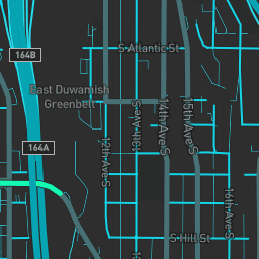 S Atlantic St
164B
East Duwamish
Greenbelt
12th Ave S
13th Ave S
14th Ave S
15th Ave S
164A
16th Ave S
S Hill St